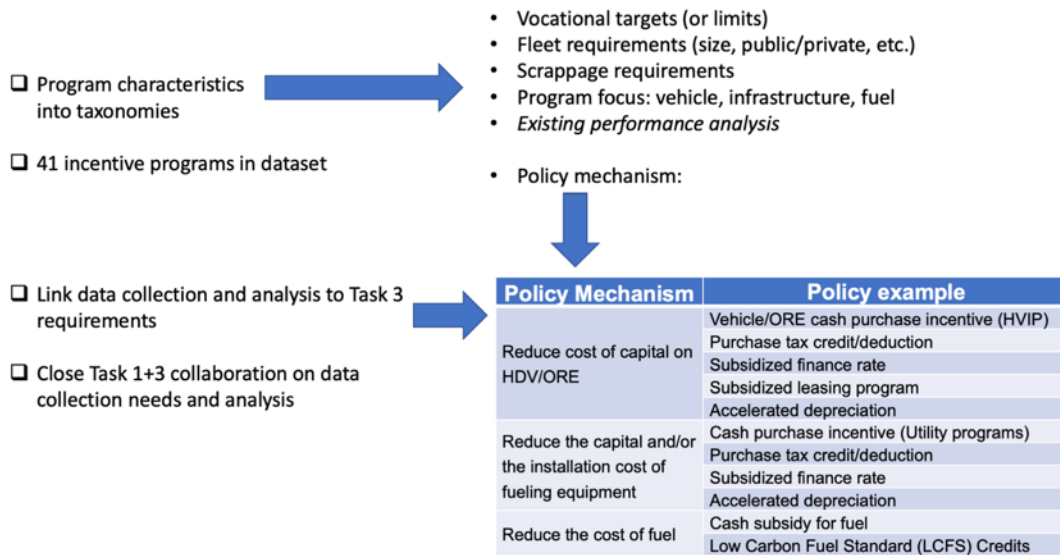 Program characteristics
into taxonomies
41 incentive programs in dataset
• Vocational targets (or limits)
• Fleet requirements (size, public/private, etc.)
• Scrappage requirements
• Program focus: vehicle, infrastructure, fuel
• Existing performance analysis
• Policy mechanism:
Link data collection and analysis to Task 3
requirements
Close Task 1+3 collaboration on data
collection needs and analysis
Policy Mechanism
Policy example
Reduce cost of capital on
HDV/ORE
Vehicle/ORE cash purchase incentive (HVIP)
Purchase tax credit/deduction
Subsidized finance rate
Subsidized leasing program
Accelerated depreciation
Reduce the capital and/or
the installation cost of
fueling equipment
Cash purchase incentive (Utility programs)
Purchase tax credit/deduction
Subsidized finance rate
Accelerated depreciation
Reduce the cost of fuel
Cash subsidy for fuel
Low Carbon Fuel Standard (LCFS) Credits